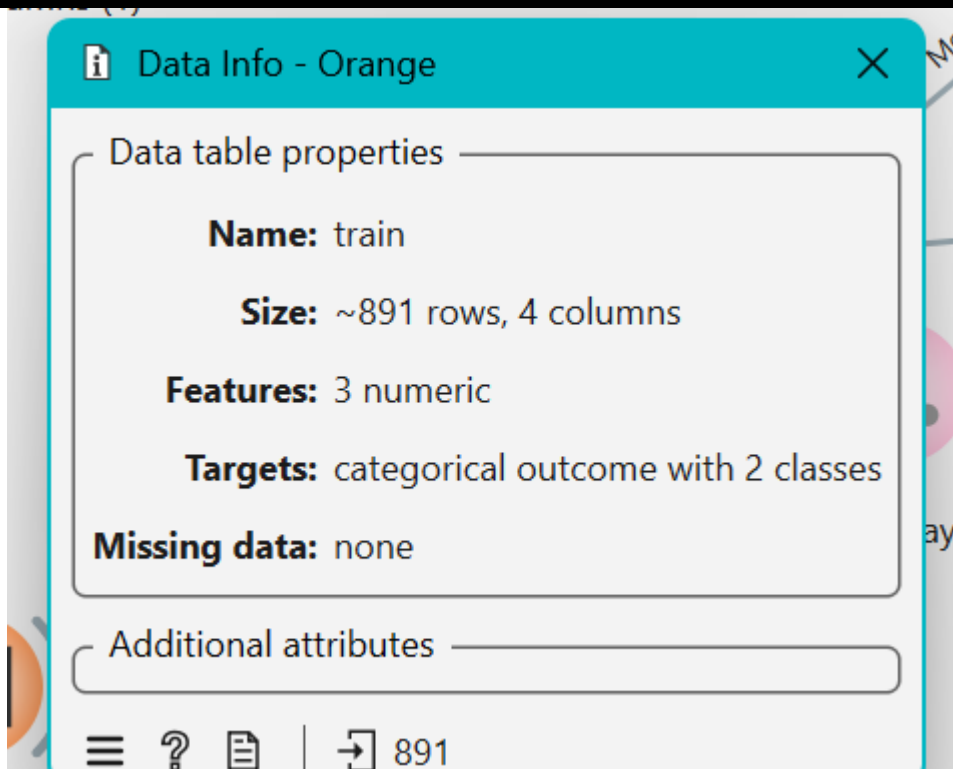 Data Info - Orange
Data table properties
Name: train
Size: ~891 rows, 4 columns
Features: 3 numeric
Targets: categorical outcome with 2 classes
Missing data: none
Additional attributes
891